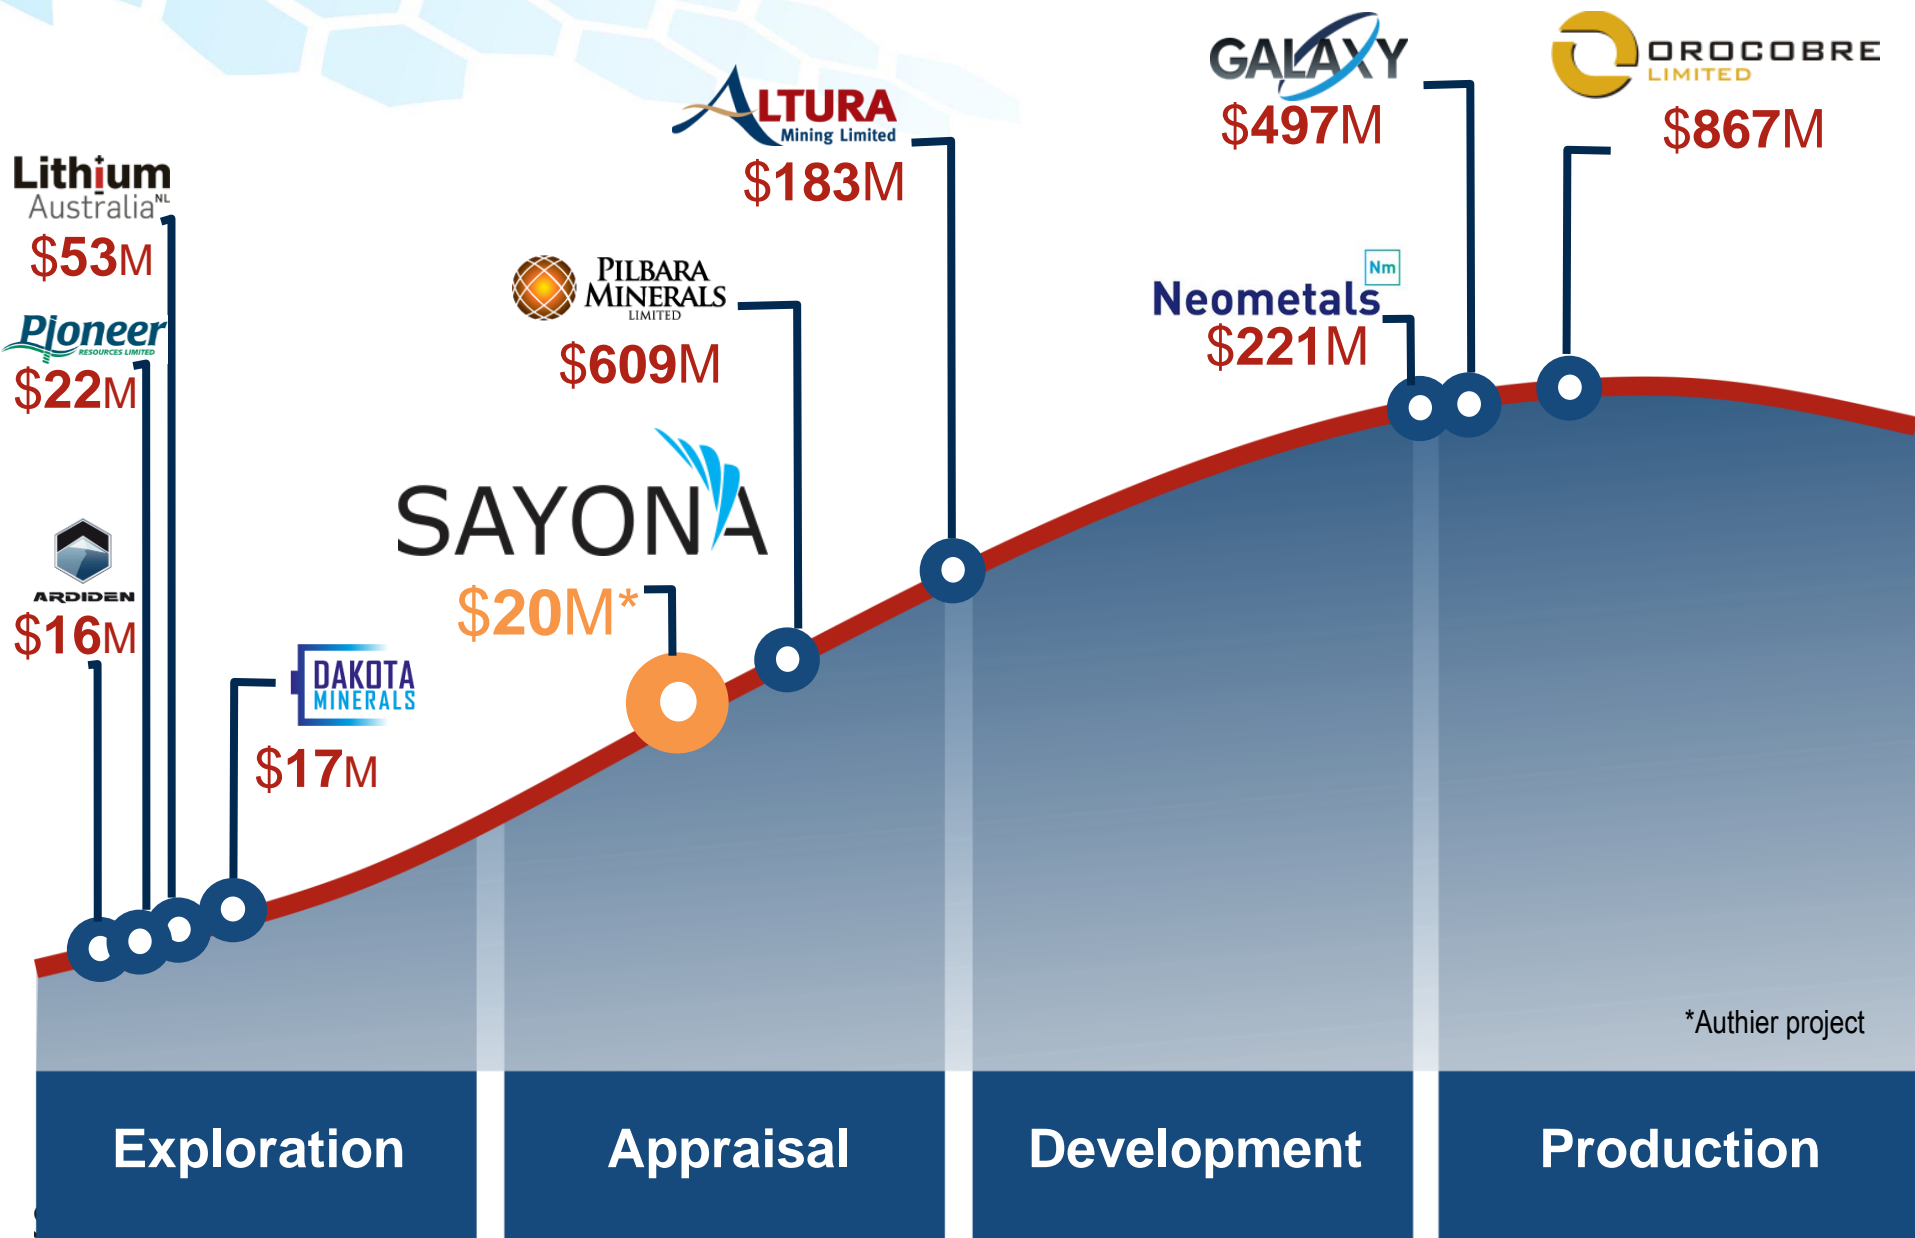 Lithium
Australia NL
$53M
Pioneer
RESOURCES LIMITED
$22M
ARDIDEN
$16M
DAKOTA
MINERALS
$17M
SAYONA
$20M*
PILBARA
MINERALS
LIMITED
$609M
ALTURA
Mining Limited
$183M
GALAXY
$497M
Neometals
Nm
$221M
OROCOBRE
LIMITED
$867M
*Authier project
Exploration
Appraisal
Development
Production